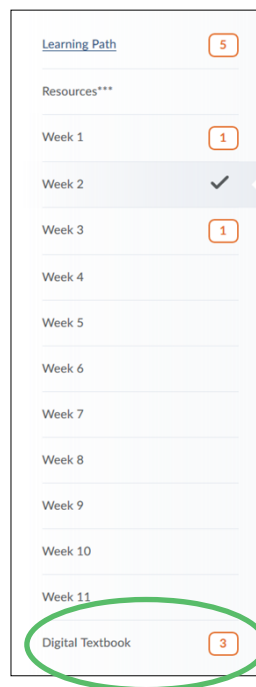 Learning Path 5
Resources***
Week 1 1
Week 2
Week 3 1
Week 4
Week 5
Week 6
Week 7
Week 8
Week 9
Week 10
Week 11
Digital Textbook 3